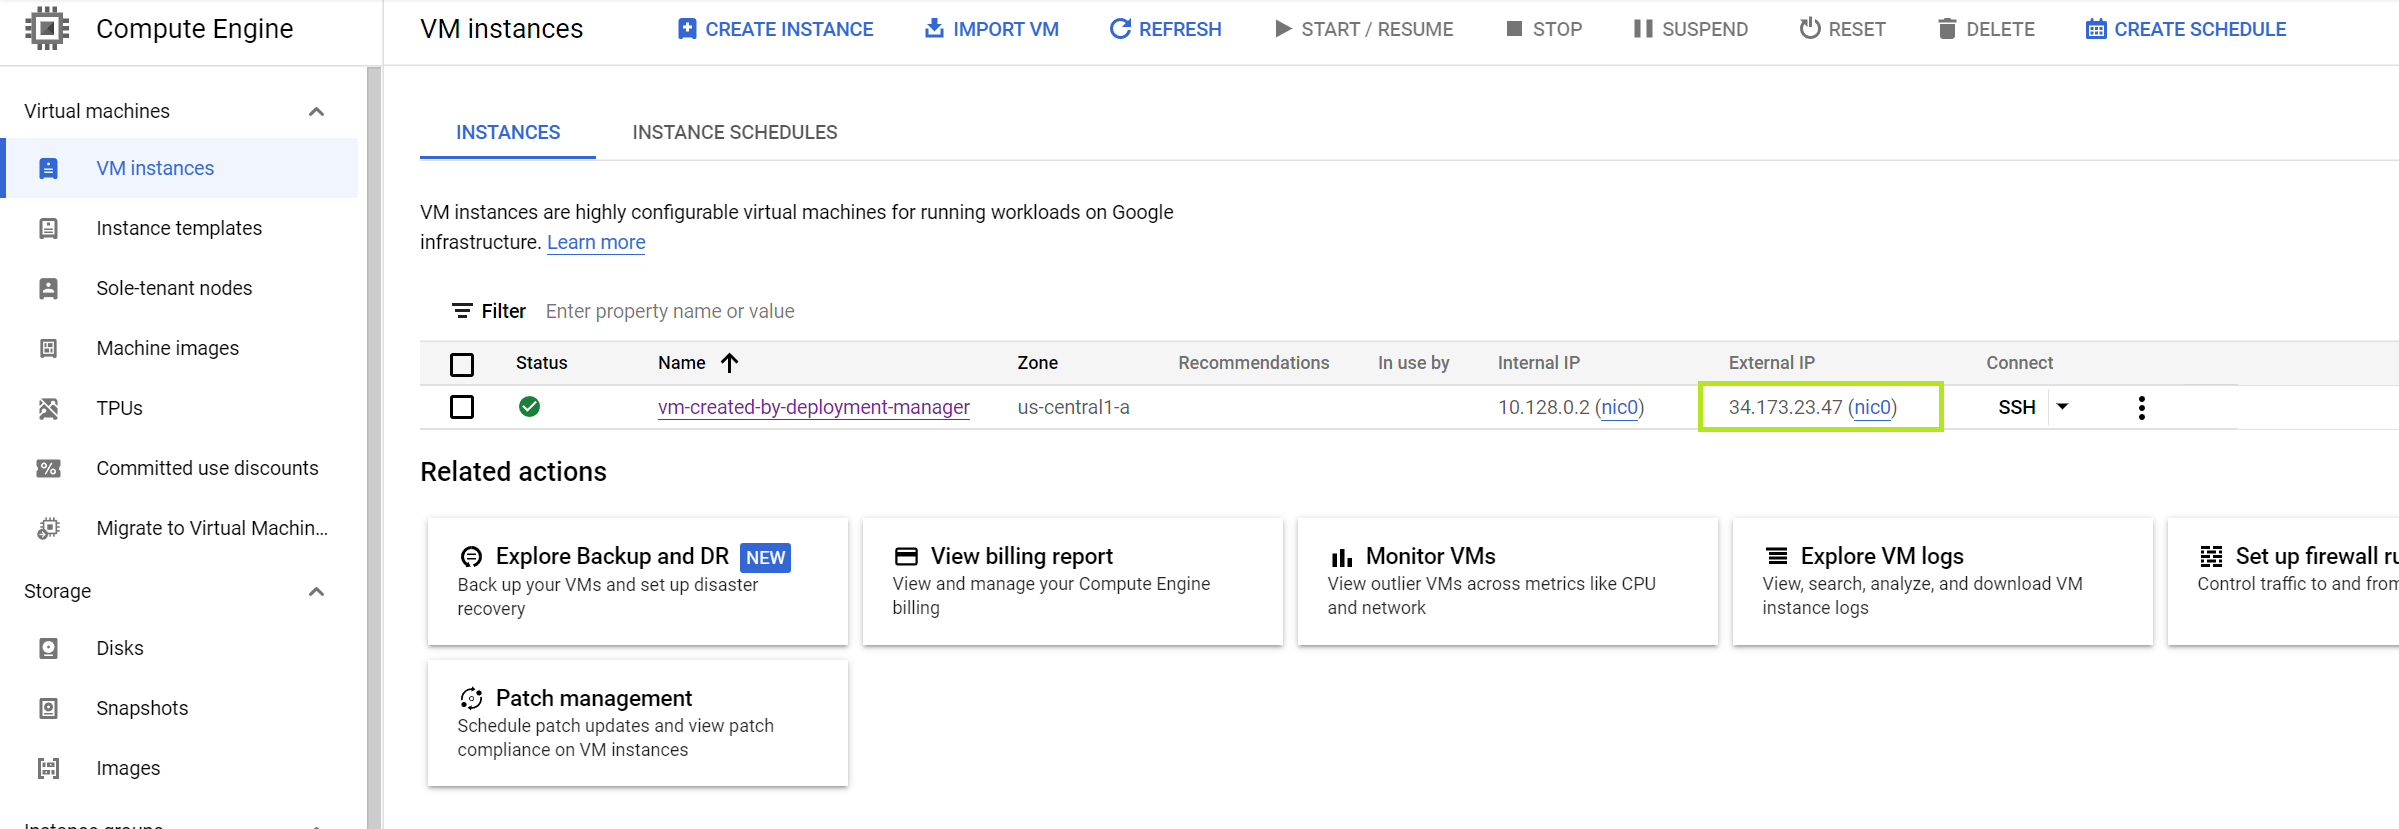 Compute Engine
VM instances
CREATE INSTANCE
IMPORT VM
REFRESH
START / RESUME
STOP
SUSPEND
RESET
DELETE
CREATE SCHEDULE
Virtual machines
VM instances
Instance templates
Sole-tenant nodes
Machine images
TPUs
Committed use discounts
Migrate to Virtual Machin...
Storage
Disks
Snapshots
Images
INSTANCES
INSTANCE SCHEDULES
VM instances are highly configurable virtual machines for running workloads on Google
infrastructure. Learn more
Filter Enter property name or value
Status Name Zone Recommendations In use by Internal IP External IP Connect
vm-created-by-deployment-manager us-central1-a 10.128.0.2 (nic0) 34.173.23.47 (nic0) SSH
Related actions
Explore Backup and DR NEW
Back up your VMs and set up disaster
recovery
View billing report
View and manage your Compute Engine
billing
Monitor VMs
View outlier VMs across metrics like CPU
and network
Explore VM logs
View, search, analyze, and download VM
instance logs
Set up firewall ru
Control traffic to and from
Patch management
Schedule patch updates and view patch
compliance on VM instances